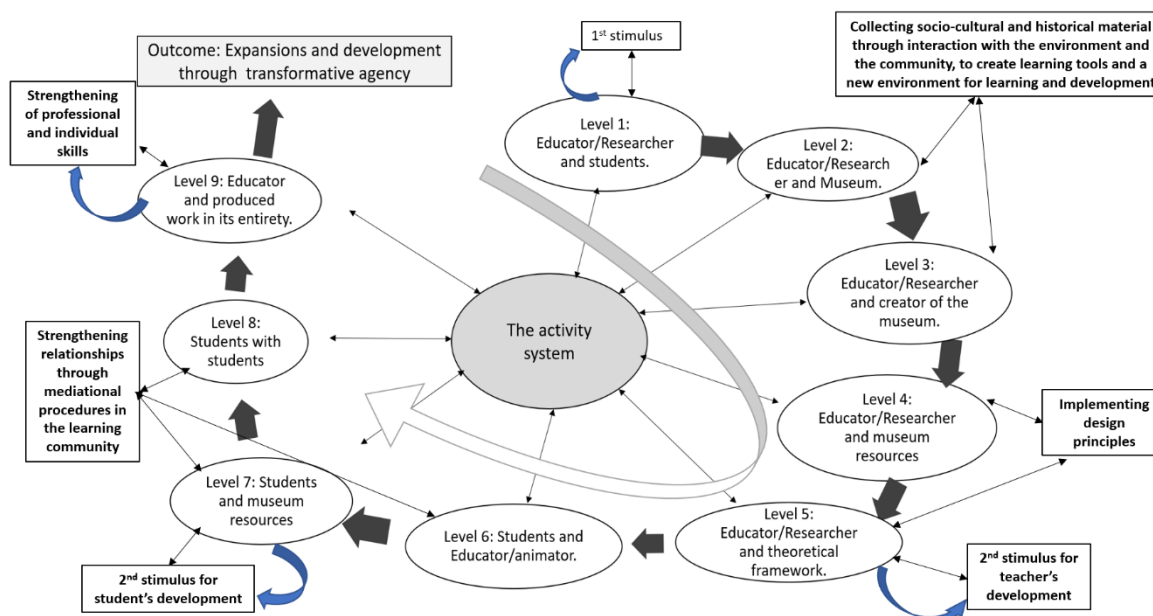 Outcome: Expansions and development
through transformative agency
1st stimulus
Collecting socio-cultural and historical material
through interaction with the environment and
the community, to create learning tools and a
new environment for learning and development
Strengthening
of professional
and individual
skills
Level 1:
Educator/Researcher
and students.
Level 2:
Educator/Research
er and Museum.
Level 9: Educator
and produced
work in its entirety.
Level 3:
Educator/Researcher
and creator of the
museum.
The activity
system
Level 8:
Students with
students
Strengthening
relationships
through
mediational
procedures in
the learning
community
Level 4:
Educator/Researcher
and museum
resources
Implementing
design
principles
Level 7: Students
and museum
resources
Level 6: Students and
Educator/animator.
Level 5:
Educator/Researcher
and theoretical
framework.
2nd stimulus for
student's development
2nd stimulus for
teacher's
development